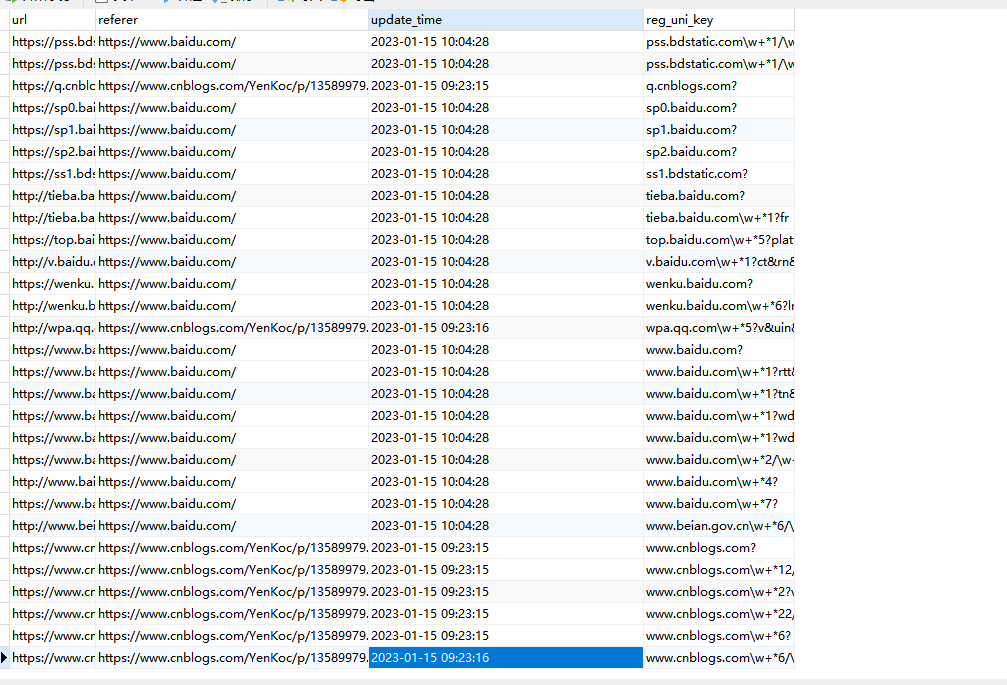 url referer update_time reg_uni_key
https://pss.bds https://www.baidu.com/ 2023-01-15 10:04:28 pss.bdstatic.com\w+*1/\w
https://pss.bds https://www.baidu.com/ 2023-01-15 10:04:28 pss.bdstatic.com\w+*1/\w
https://q.cnblc https://www.cnblogs.com/YenKoc/p/13589979. 2023-01-15 09:23:15 q.cnblogs.com?
https://sp0.bai https://www.baidu.com/ 2023-01-15 10:04:28 sp0.baidu.com?
https://sp1.bai https://www.baidu.com/ 2023-01-15 10:04:28 sp1.baidu.com?
https://sp2.bai https://www.baidu.com/ 2023-01-15 10:04:28 sp2.baidu.com?
https://ss1.bds https://www.baidu.com/ 2023-01-15 10:04:28 ss1.bdstatic.com?
http://tieba.ba https://www.baidu.com/ 2023-01-15 10:04:28 tieba.baidu.com?
http://tieba.ba https://www.baidu.com/ 2023-01-15 10:04:28 tieba.baidu.com\w+*1?fr
https://top.bai https://www.baidu.com/ 2023-01-15 10:04:28 top.baidu.com\w+*5?plat
http://v.baidu.c https://www.baidu.com/ 2023-01-15 10:04:28 v.baidu.com\w+*1?ct&rn&
https://wenku. https://www.baidu.com/ 2023-01-15 10:04:28 wenku.baidu.com?
http://wenku.b https://www.baidu.com/ 2023-01-15 10:04:28 wenku.baidu.com\w+*6?lr
http://wpa.qq. https://www.cnblogs.com/YenKoc/p/13589979. 2023-01-15 09:23:16 wpa.qq.com\w+*5?v&uin&
https://www.ba https://www.baidu.com/ 2023-01-15 10:04:28 www.baidu.com?
https://www.ba https://www.baidu.com/ 2023-01-15 10:04:28 www.baidu.com\w+*1?rtt&
https://www.ba https://www.baidu.com/ 2023-01-15 10:04:28 www.baidu.com\w+*1?tn&
https://www.ba https://www.baidu.com/ 2023-01-15 10:04:28 www.baidu.com\w+*1?wd
https://www.ba https://www.baidu.com/ 2023-01-15 10:04:28 www.baidu.com\w+*1?wd
https://www.ba https://www.baidu.com/ 2023-01-15 10:04:28 www.baidu.com\w+*2/\w-
http://www.bai https://www.baidu.com/ 2023-01-15 10:04:28 www.baidu.com\w+*4?
https://www.ba https://www.baidu.com/ 2023-01-15 10:04:28 www.baidu.com\w+*7?
http://www.bei https://www.baidu.com/ 2023-01-15 10:04:28 www.beian.gov.cn\w+*6/\
https://www.cr https://www.cnblogs.com/YenKoc/p/13589979. 2023-01-15 09:23:15 www.cnblogs.com?
https://www.cr https://www.cnblogs.com/YenKoc/p/13589979. 2023-01-15 09:23:15 www.cnblogs.com\w+*12/
https://www.cr https://www.cnblogs.com/YenKoc/p/13589979. 2023-01-15 09:23:15 www.cnblogs.com\w+*2?v
https://www.cr https://www.cnblogs.com/YenKoc/p/13589979. 2023-01-15 09:23:15 www.cnblogs.com\w+*22/
https://www.cr https://www.cnblogs.com/YenKoc/p/13589979. 2023-01-15 09:23:15 www.cnblogs.com\w+*6?
https://www.cr https://www.cnblogs.com/YenKoc/p/13589979. 2023-01-15 09:23:16 www.cnblogs.com\w+*6/\